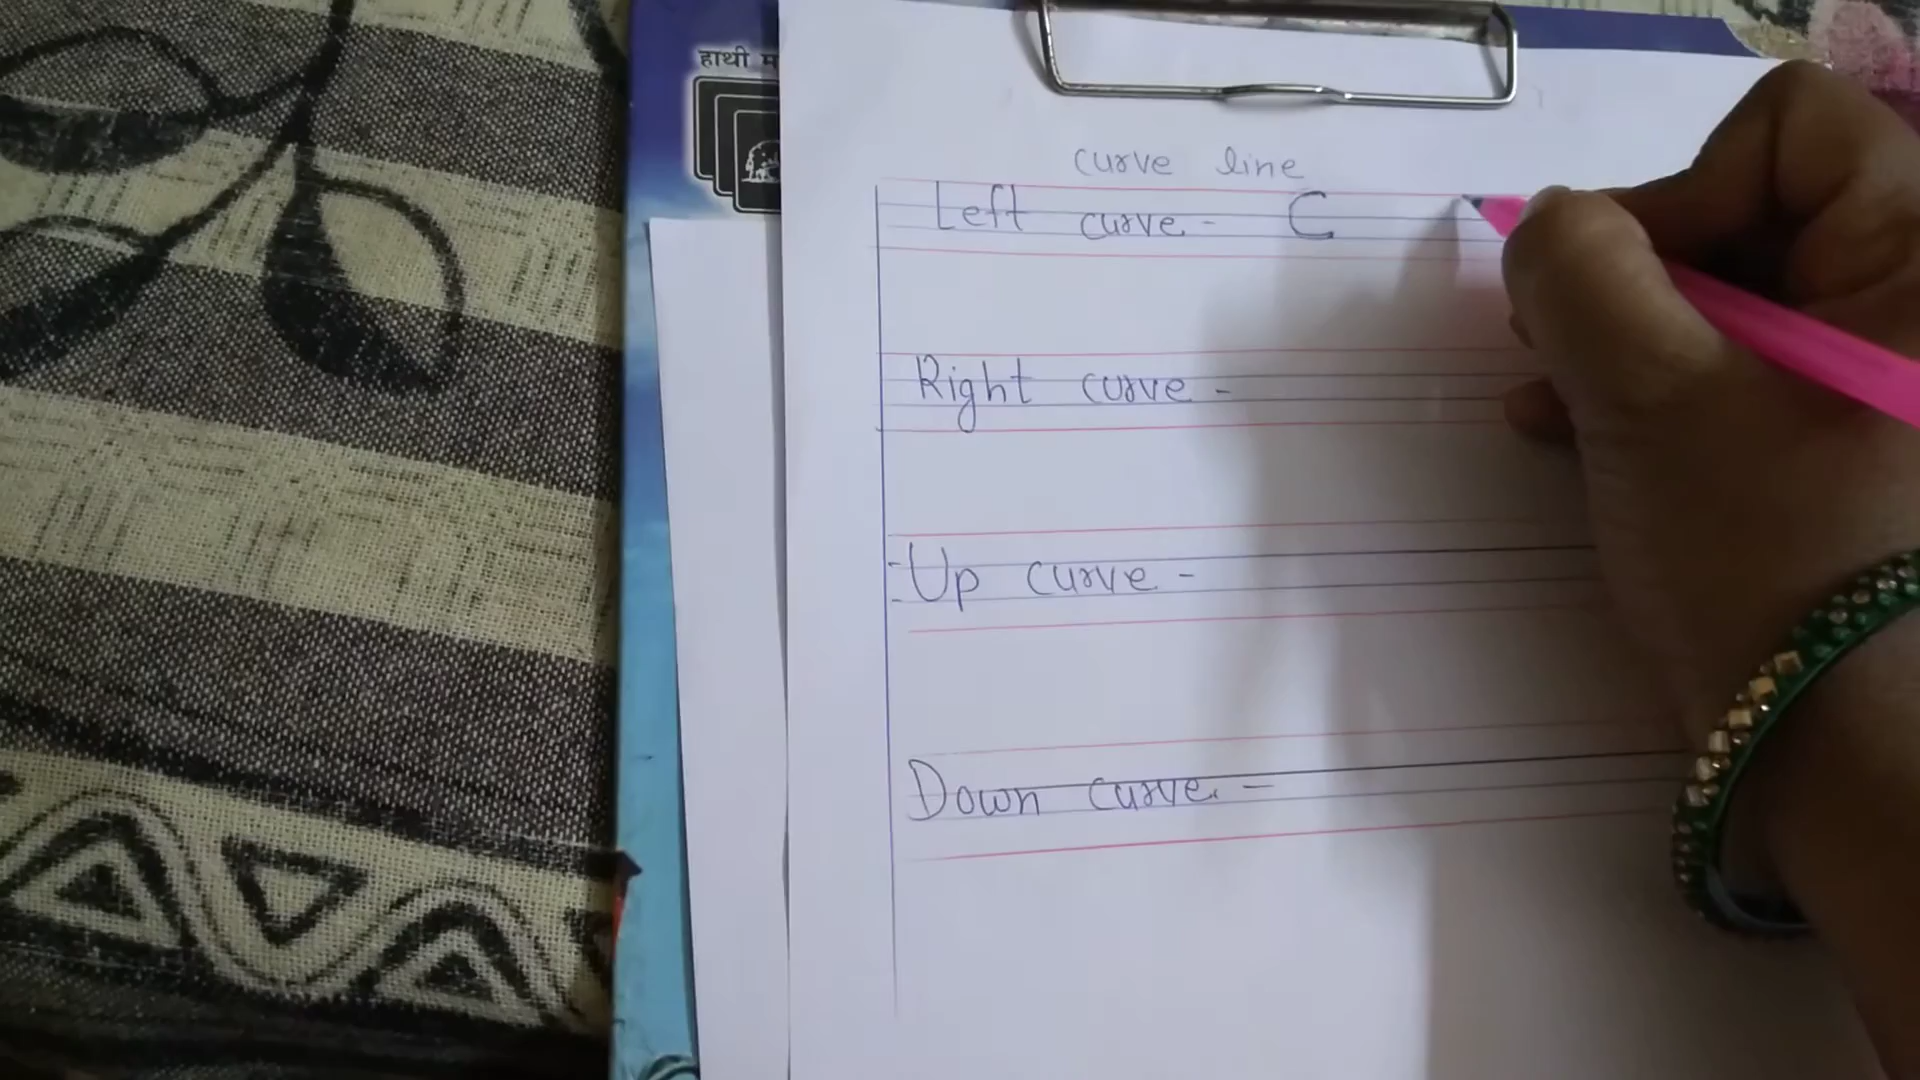 हाथी म
curve line
Left curve - C
Right curve -
Up curve -
Down curve. -